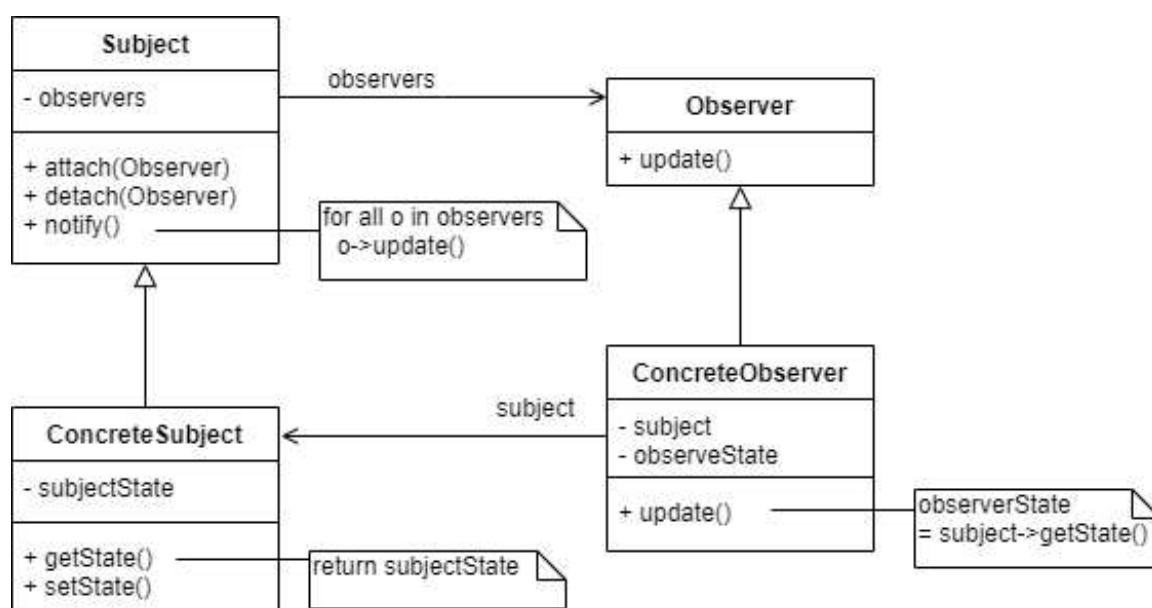 Subject
- observers
+ attach(Observer)
+ detach(Observer)
+ notify()
observers
Observer
+ update()
for all o in observers
o->update()
ConcreteSubject
- subjectState
+ getState()
+ setState()
return subjectState
subject
ConcreteObserver
- subject
- observeState
+ update()
observerState
= subject->getState()